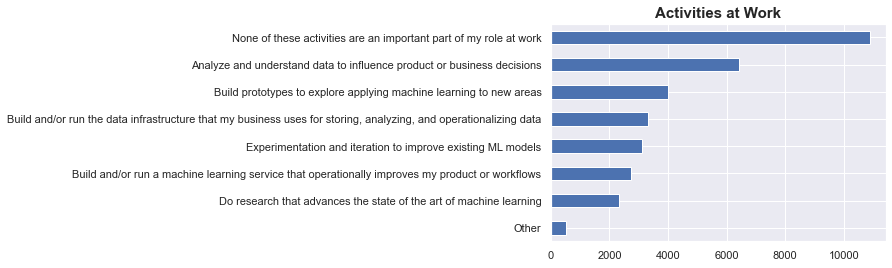 Activities at Work
None of these activities are an important part of my role at work
Analyze and understand data to influence product or business decisions
Build prototypes to explore applying machine learning to new areas
Build and/or run the data infrastructure that my business uses for storing, analyzing, and operationalizing data
Experimentation and iteration to improve existing ML models
Build and/or run a machine learning service that operationally improves my product or workflows
Do research that advances the state of the art of machine learning
Other
0 2000 4000 6000 8000 10000